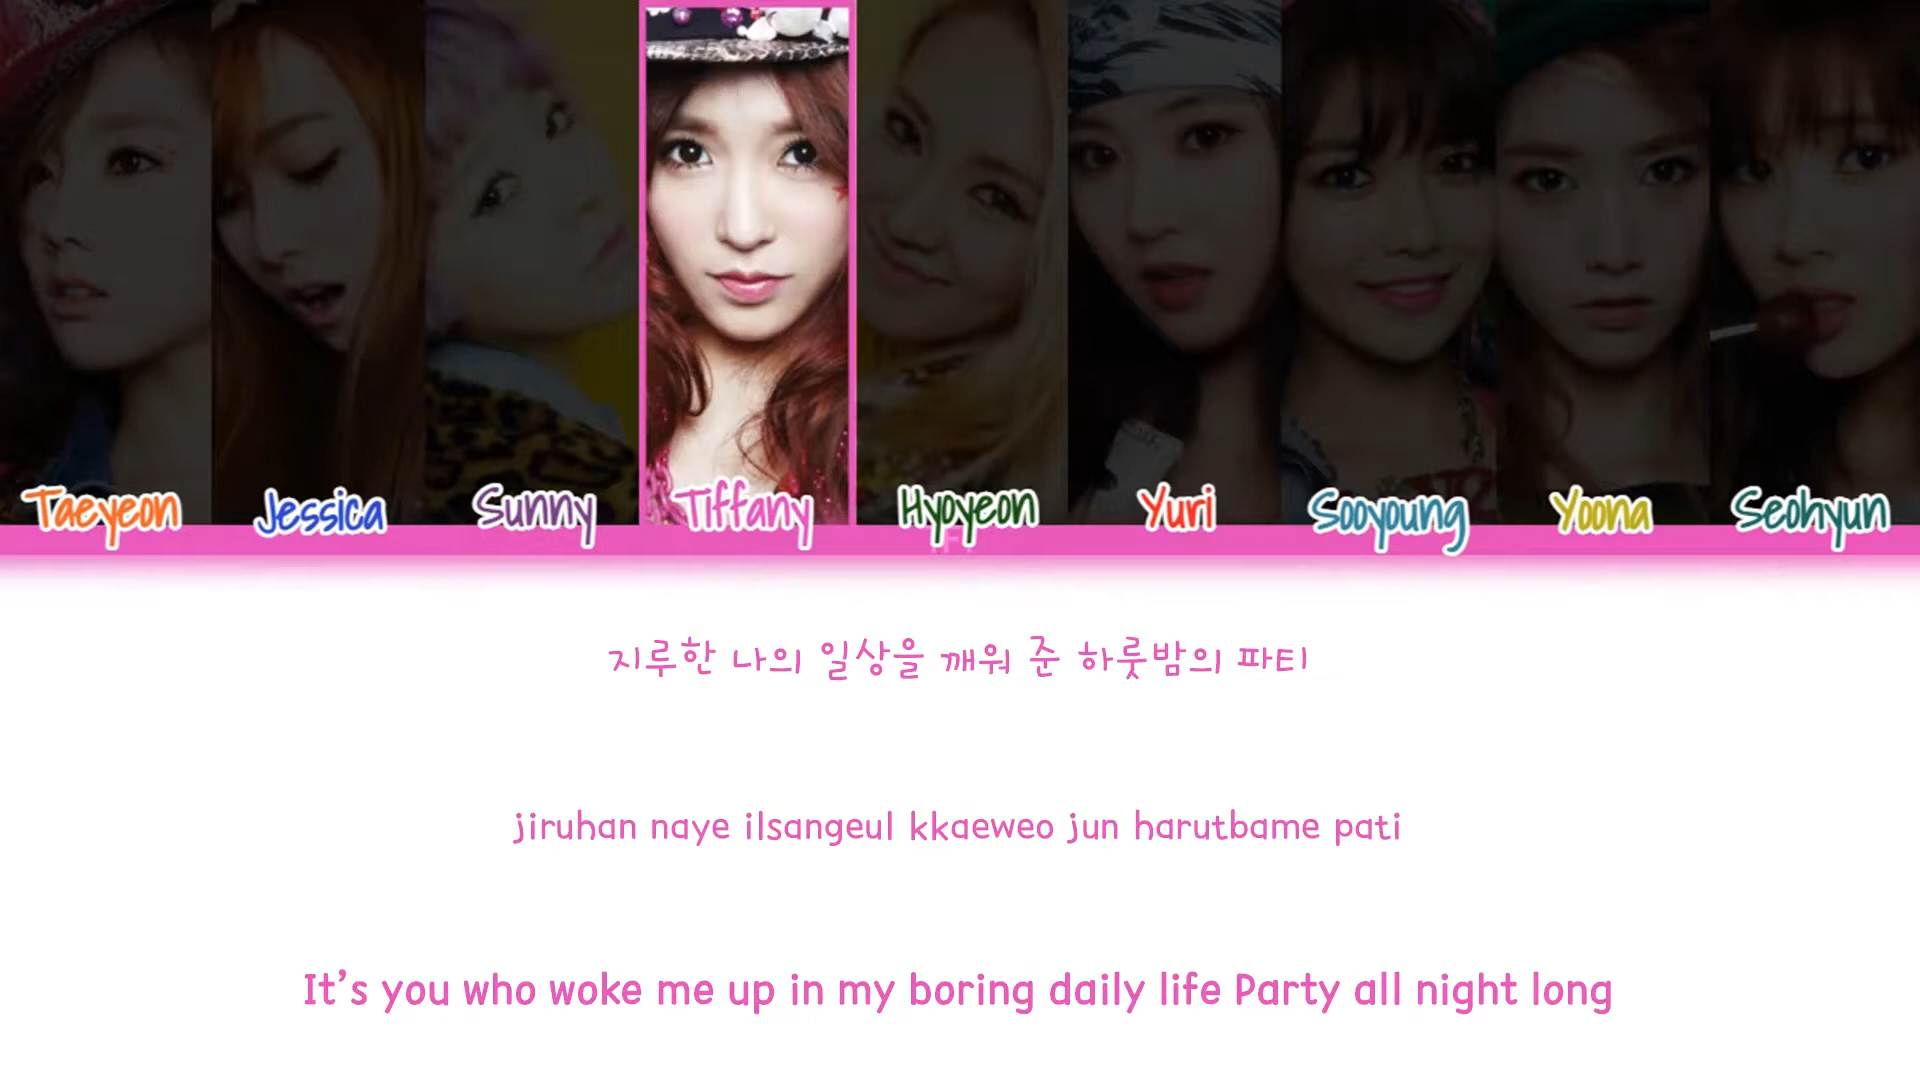 Taeyeon Jessica Sunny Tiffany Hyoyeon Yuri Sooyoung Yoona Seohyun
지루한 나의 일상을 깨워 준 하룻밤의 파티
jiruhan naye ilsangeul kkaeweo jun harutbame pati
It's you who woke me up in my boring daily life Party all night long